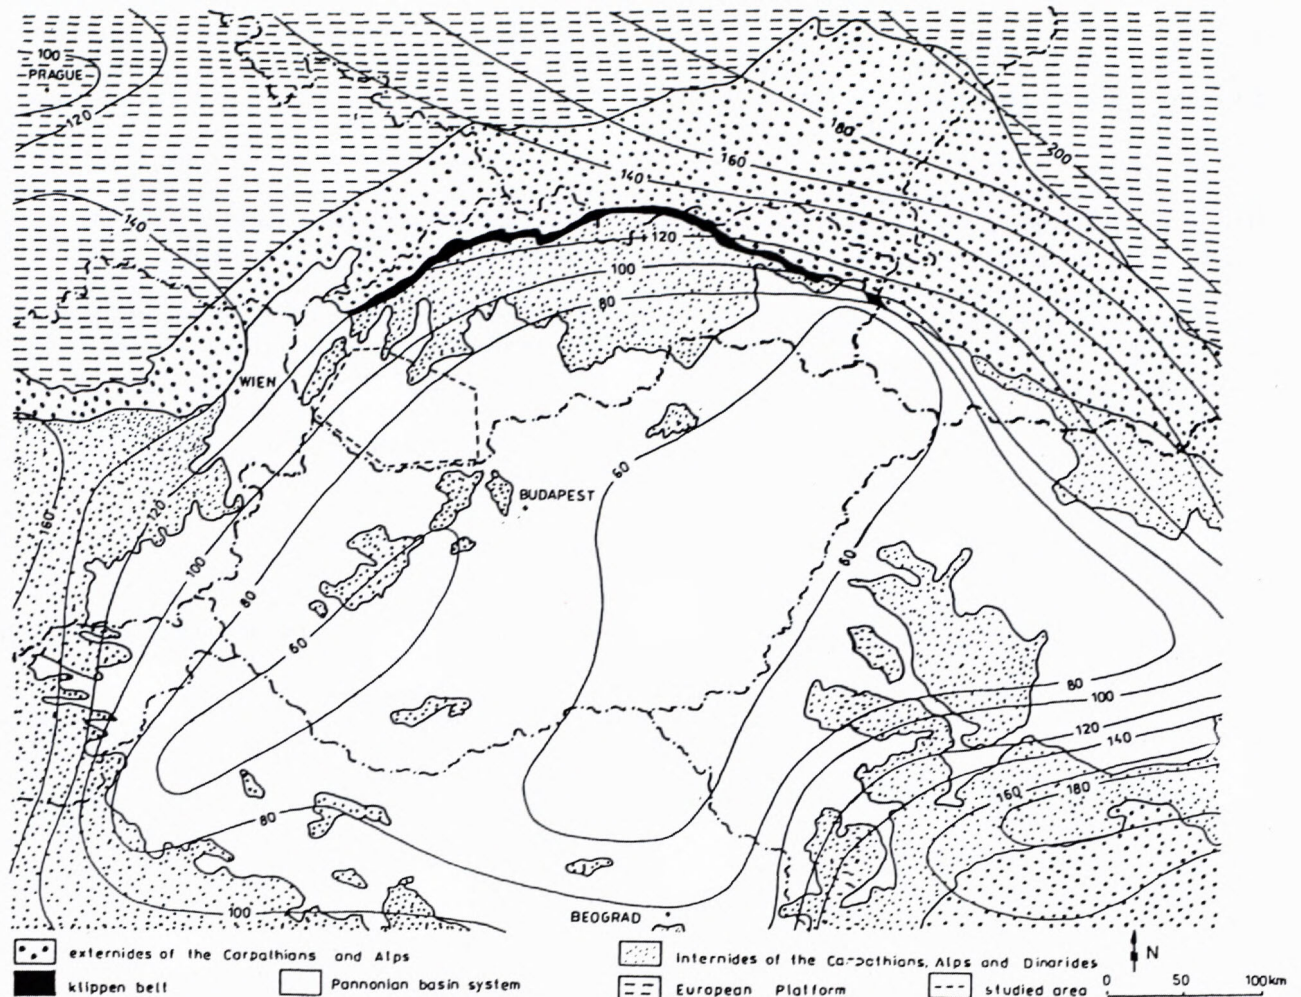 100
PRAGUE
120
180
200
160
140
140
120
100
80
WIEN
60
BUDAPEST
160
120
100
80
60
60
80
100
120
140
160
180
80
100
BEOGRAD
externides of the Carpathians and Alps
Internides of the Carpathians, Alps and Dinarides
N
klippen belt
Pannonian basin system
European Platform
studied area
0 50 100 km